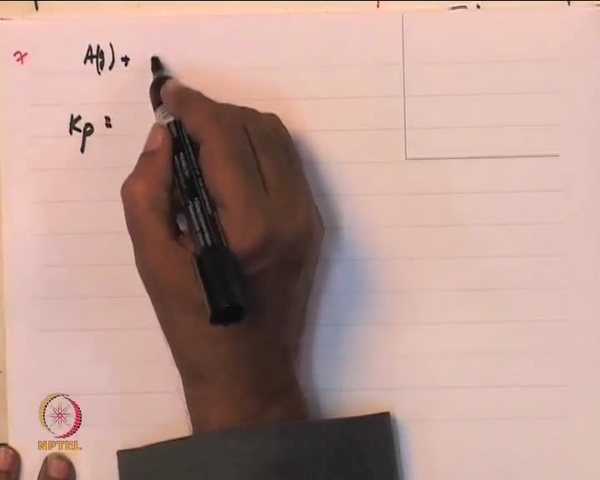 A(g) +
Kp =
NPTEL